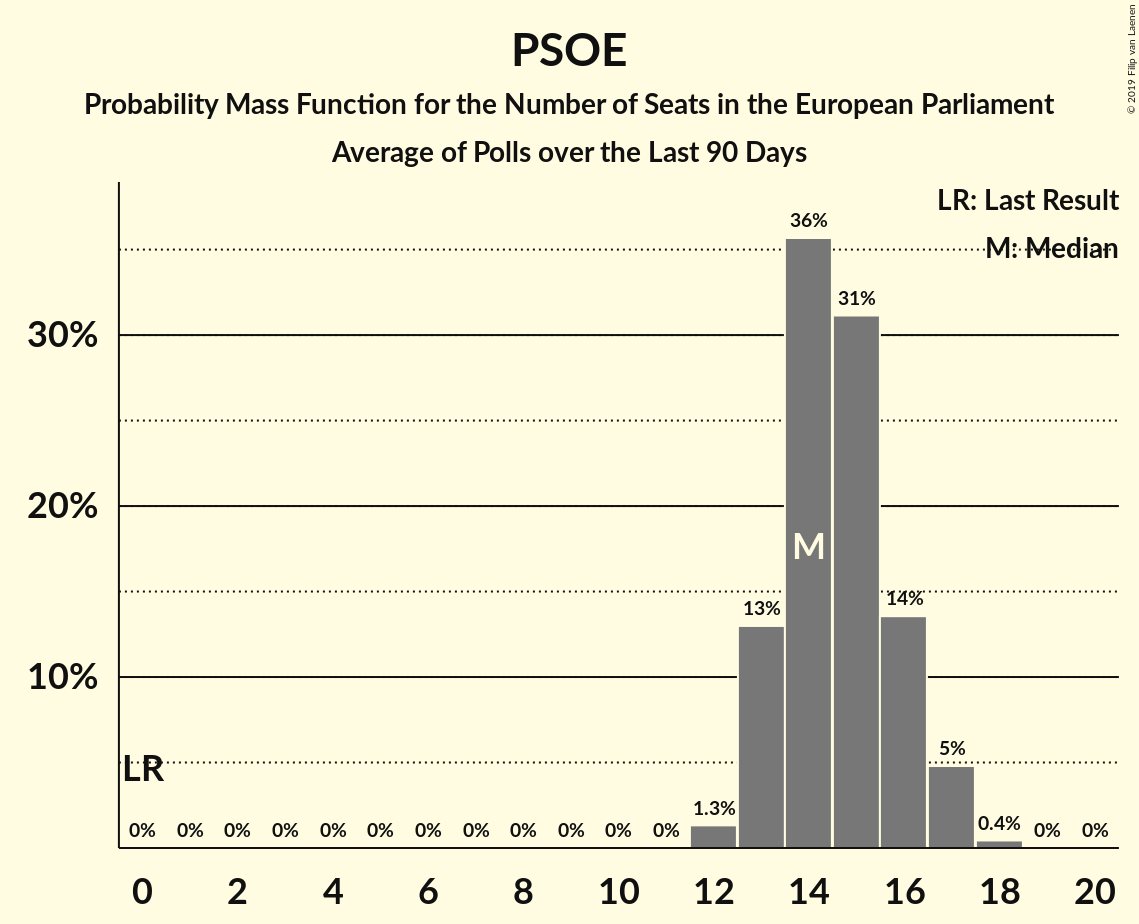 PSOE
Probability Mass Function for the Number of Seats in the European Parliament
Average of Polls over the Last 90 Days
© 2019 Filip van Laenen
LR: Last Result
M: Median
30%
20%
10%
36%
31%
M
13%
14%
5%
1.3%
0.4%
LR
0% 0% 0% 0% 0% 0% 0% 0% 0% 0% 0% 0% 0% 0%
0 2 4 6 8 10 12 14 16 18 20